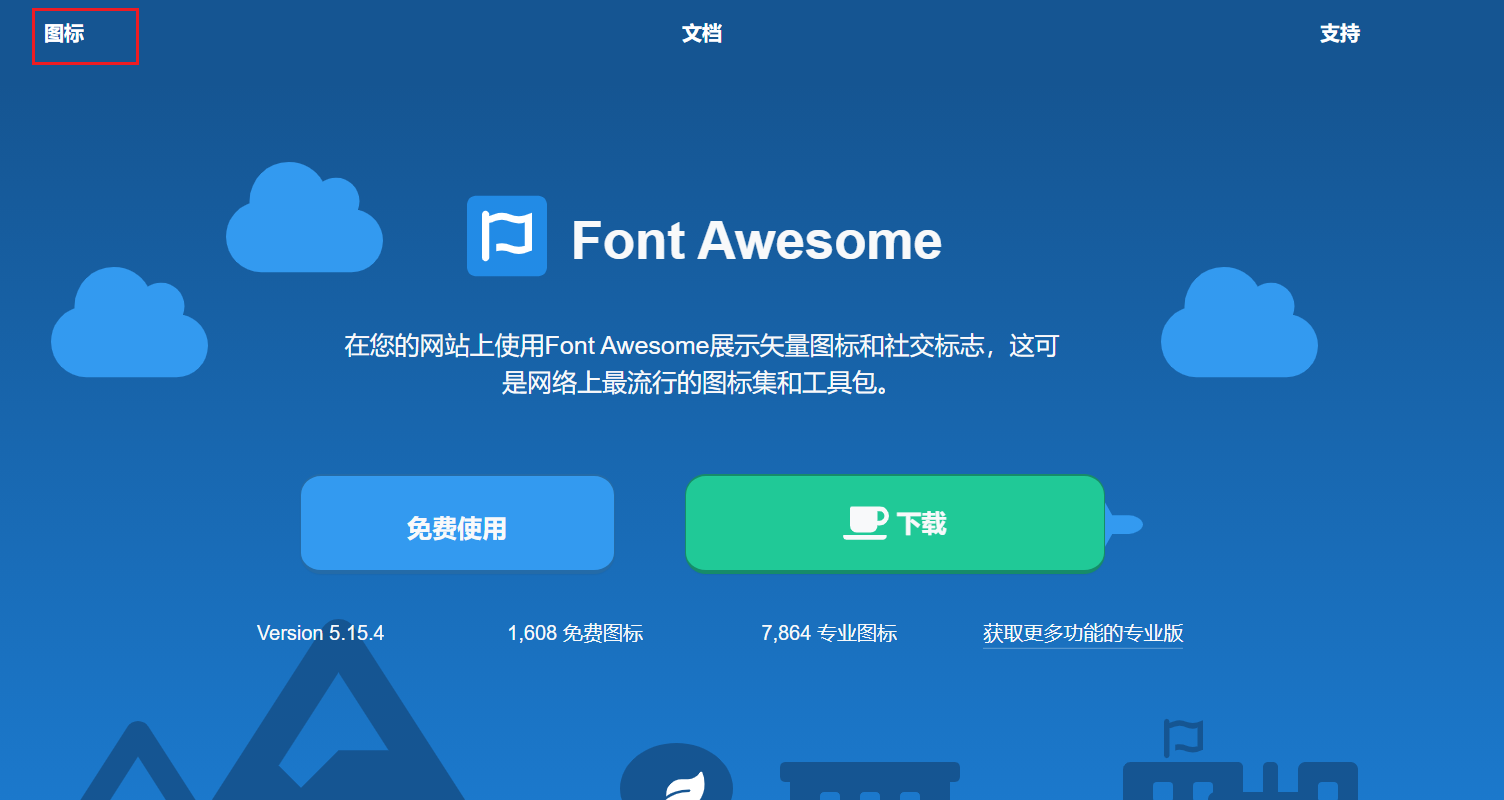 图标
文档
支持
Font Awesome
在您的网站上使用Font Awesome展示矢量图标和社交标志，这可
是网络上最流行的图标集和工具包。
免费使用
下载
Version 5.15.4
1,608 免费图标
7,864 专业图标
获取更多功能的专业版